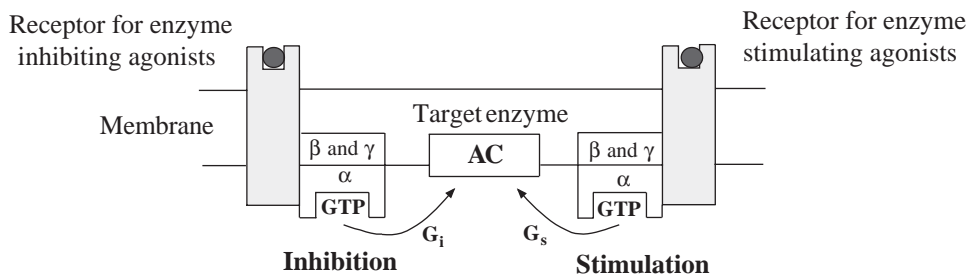 Receptor for enzyme
inhibiting agonists
Receptor for enzyme
stimulating agonists
Membrane
Target enzyme
β and γ
AC
β and γ
α
α
GTP
GTP
Gi
Gs
Inhibition
Stimulation